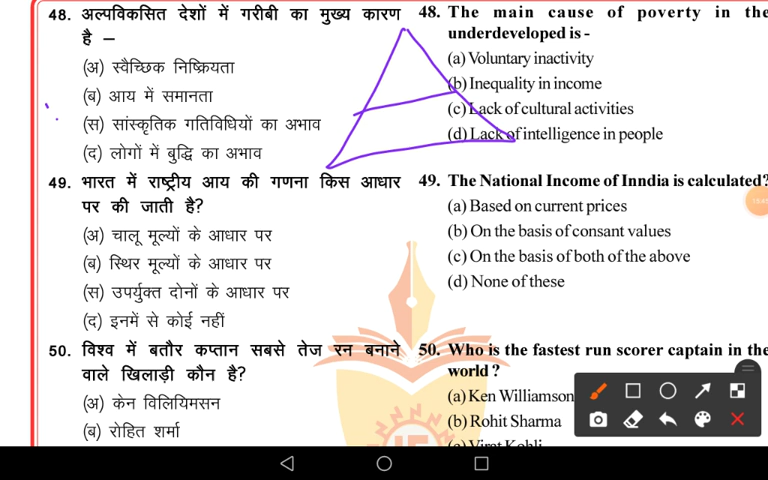 48. अल्पविकसित देशों में गरीबी का मुख्य कारण
है –
(अ) स्वैच्छिक निष्क्रियता
(ब) आय में समानता
(स) सांस्कृतिक गतिविधियों का अभाव
(द) लोगों में बुद्धि का अभाव
49. भारत में राष्ट्रीय आय की गणना किस आधार
पर की जाती है?
(अ) चालू मूल्यों के आधार पर
(ब) स्थिर मूल्यों के आधार पर
(स) उपर्युक्त दोनों के आधार पर
(द) इनमें से कोई नहीं
50. विश्व में बतौर कप्तान सबसे तेज रन बनाने
वाले खिलाड़ी कौन है?
(अ) केन विलियिमसन
(ब) रोहित शर्मा
48. The main cause of poverty in the
underdeveloped is -
(a) Voluntary inactivity
(b) Inequality in income
(c) Lack of cultural activities
(d) Lack of intelligence in people
49. The National Income of Inndia is calculated?
(a) Based on current prices
(b) On the basis of consant values
(c) On the basis of both of the above
(d) None of these
50. Who is the fastest run scorer captain in the
world ?
(a) Ken Williamson
(b) Rohit Sharma
(c) Virat Kohli